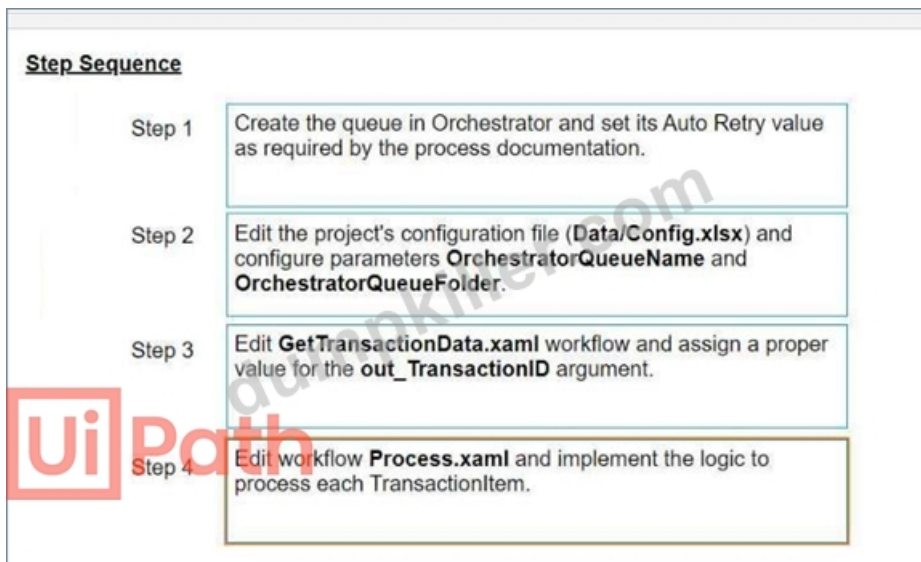 Step Sequence
Step 1
Create the queue in Orchestrator and set its Auto Retry value
as required by the process documentation.
Step 2
Edit the project's configuration file (Data/Config.xlsx) and
configure parameters OrchestratorQueueName and
OrchestratorQueueFolder.
Step 3
Edit GetTransactionData.xaml workflow and assign a proper
value for the out_TransactionID argument.
Step 4
Edit workflow Process.xaml and implement the logic to
process each TransactionItem.
UiPath
dumpkiller.com